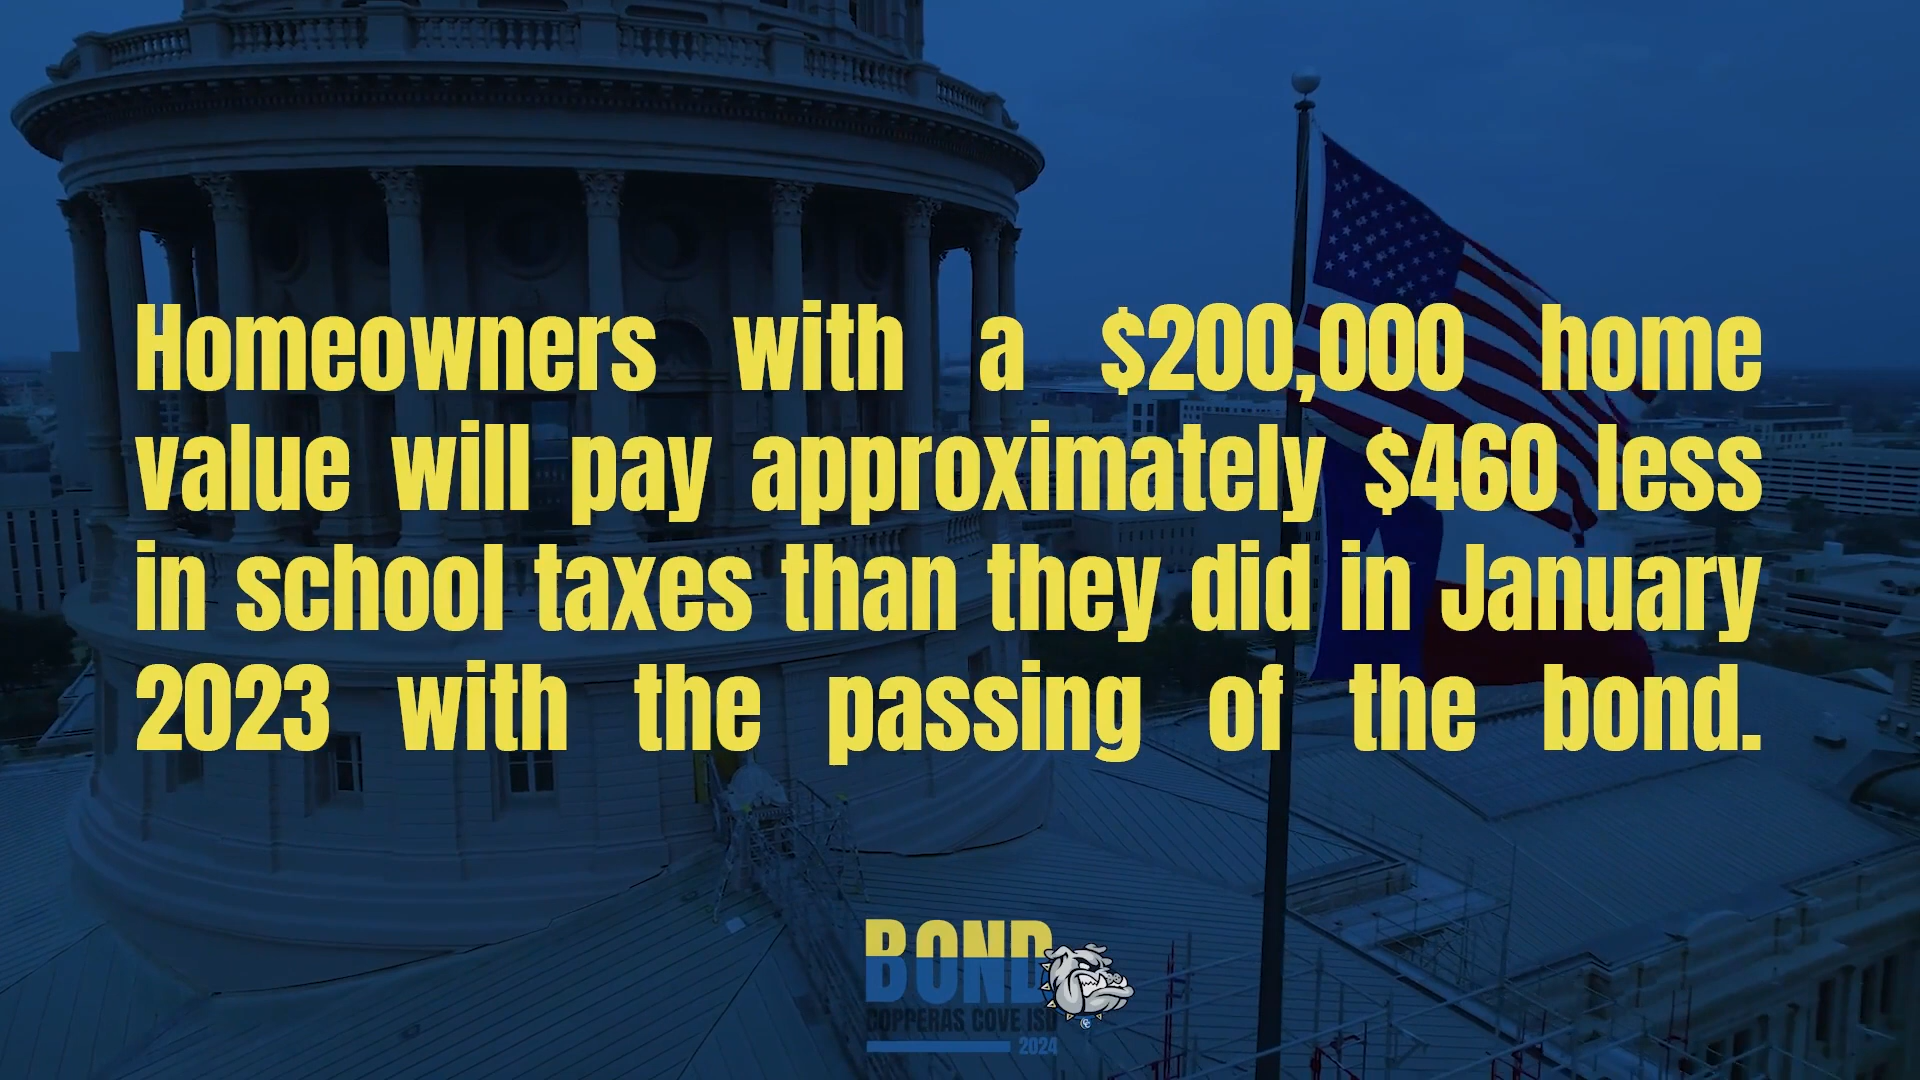 Homeowners with a $200,000 home
value will pay approximately $460 less
in school taxes than they did in January
2023 with the passing of the bond.
BOND
COPPERAS COVE ISD
2024